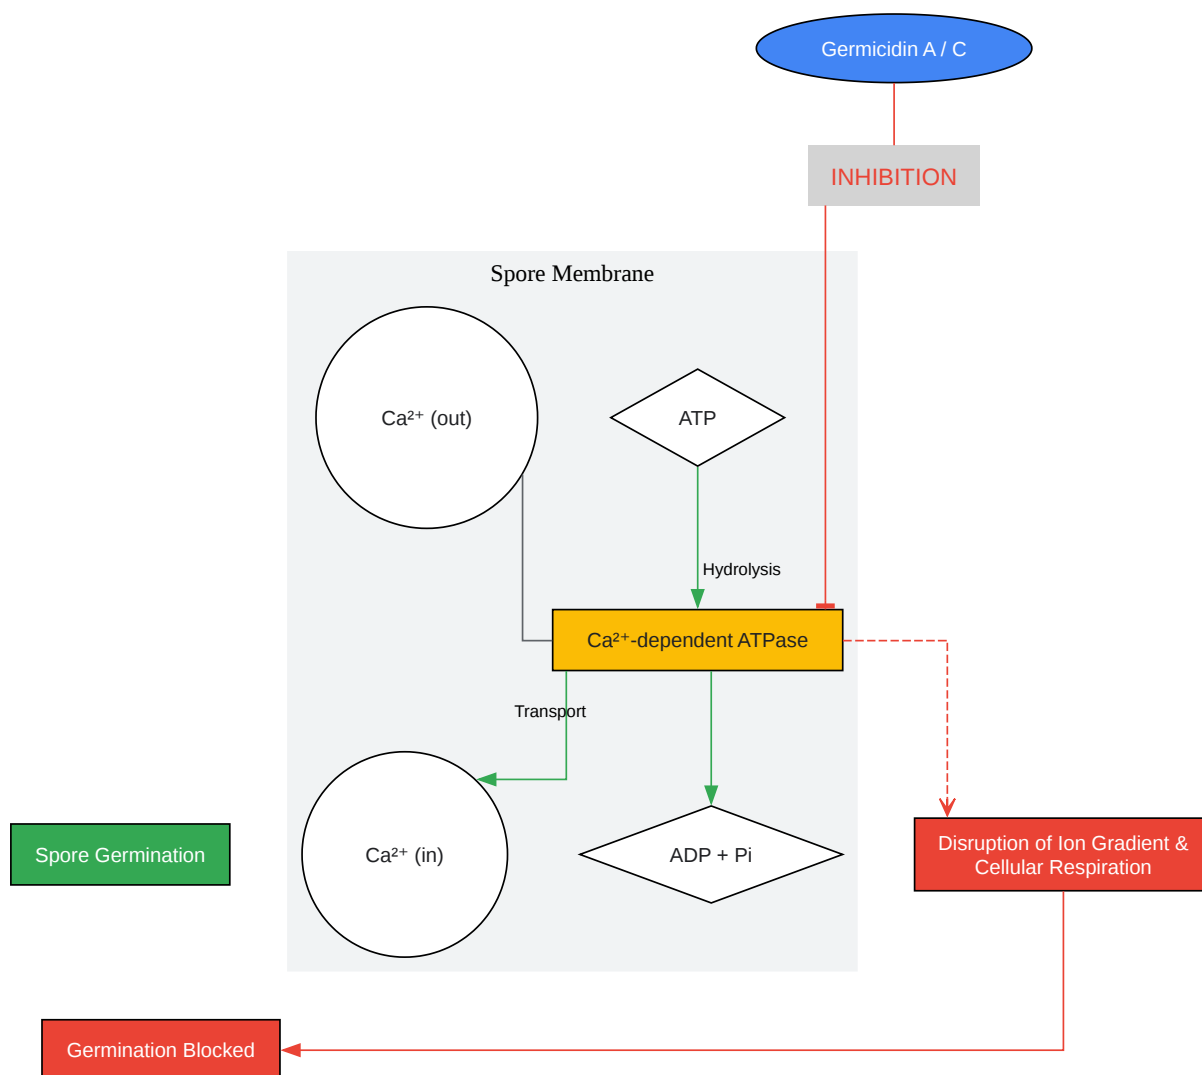 Germicidin A / C
INHIBITION
Spore Membrane
Ca²⁺ (out)
ATP
Hydrolysis
Ca²⁺-dependent ATPase
Transport
Spore Germination
Ca²⁺ (in)
ADP + Pi
Disruption of Ion Gradient &
Cellular Respiration
Germination Blocked